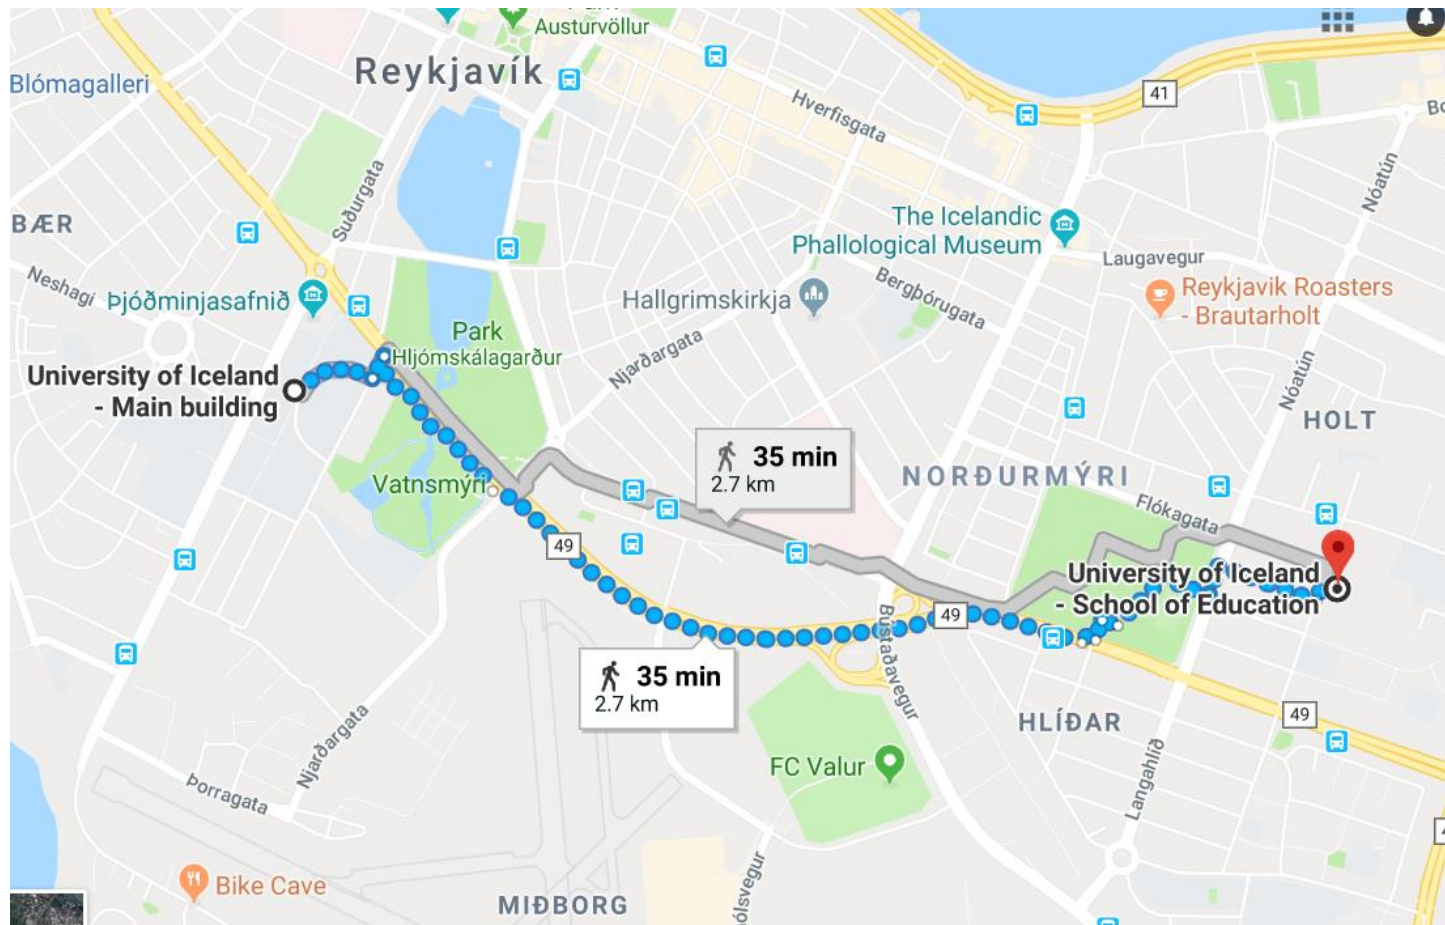 Austurvöllur
Blómagalleri
Reykjavík
41
Hverfisgata
Nóatún
Suðurgata
BÆR
The Icelandic
Phallological Museum
Laugavegur
Neshagi
Þjóðminjasafnið
Hallgrimskirkja
Bergþórugata
Reykjavik Roasters
- Brautarholt
Park
Hljómskálagarður
Njarðargata
University of Iceland
- Main building
Nóatún
HOLT
35 min
2.7 km
Vatnsmýri
NORÐURMÝRI
Flókagata
49
University of Iceland
- School of Education
49
Bústaðavegur
35 min
2.7 km
HLÍÐAR
49
Njarðargata
FC Valur
Langahlíð
Þorragata
Bike Cave
MIÐBORG